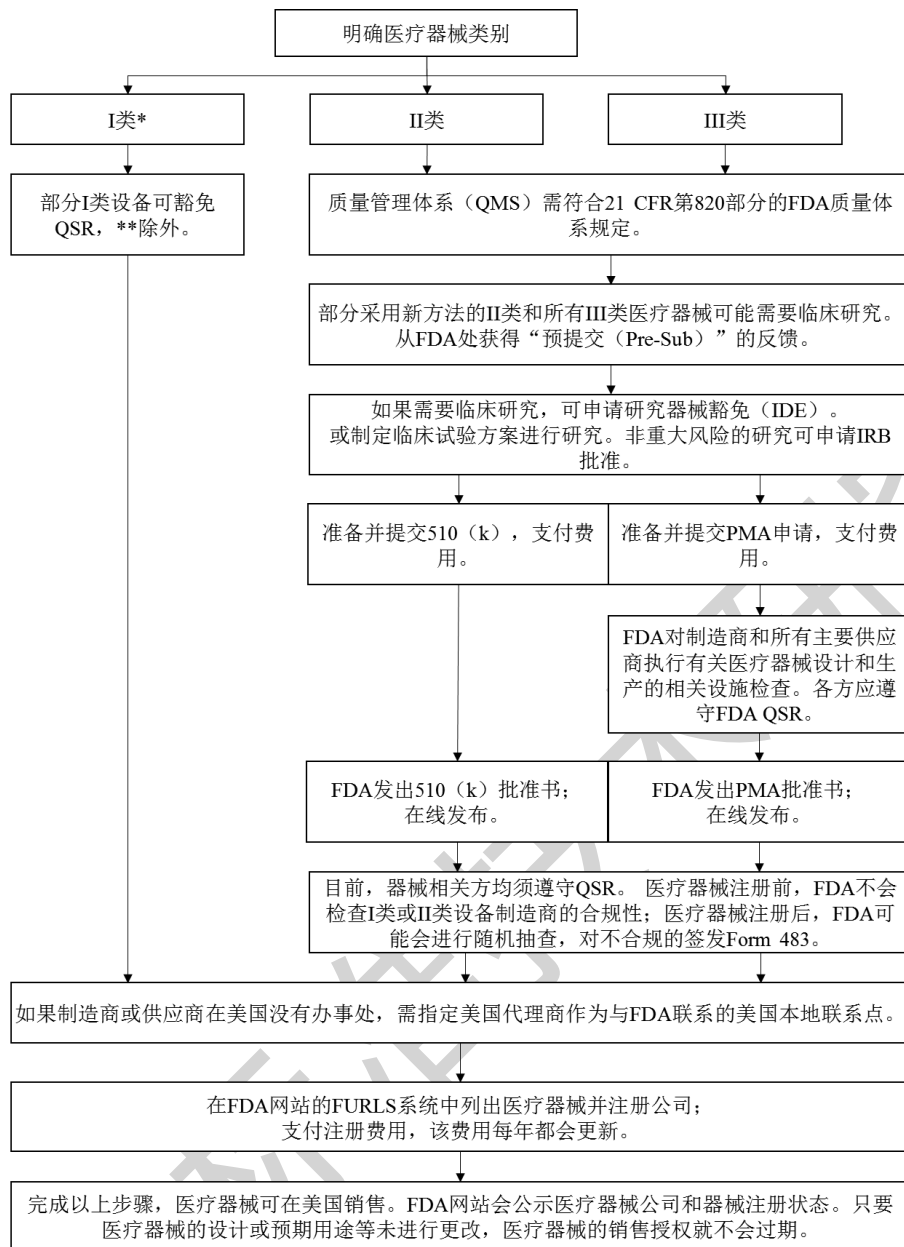 明确医疗器械类别
I类*
II类
III类
部分I类设备可豁免
QSR，**除外。
质量管理体系（QMS）需符合21 CFR第820部分的FDA质量体
系规定。
部分采用新方法的II类和所有III类医疗器械可能需要临床研究。
从FDA处获得“预提交（Pre-Sub）”的反馈。
如果需要临床研究，可申请研究器械豁免（IDE）。
或制定临床试验方案进行研究。非重大风险的研究可申请IRB
批准。
准备并提交510（k），支付费
用。
准备并提交PMA申请，支付费
用。
FDA对制造商和所有主要供应
商执行有关医疗器械设计和生
产的相关设施检查。各方应遵
守FDA QSR。
FDA发出510（k）批准书；
在线发布。
FDA发出PMA批准书；
在线发布。
目前，器械相关方均须遵守QSR。 医疗器械注册前，FDA不会
检查I类或II类设备制造商的合规性；医疗器械注册后，FDA可
能会进行随机抽查，对不合规的签发Form 483。
如果制造商或供应商在美国没有办事处，需指定美国代理商作为与FDA联系的美国本地联系点。
在FDA网站的FURLS系统中列出医疗器械并注册公司；
支付注册费用，该费用每年都会更新。
完成以上步骤，医疗器械可在美国销售。FDA网站会公示医疗器械公司和器械注册状态。只要
医疗器械的设计或预期用途等未进行更改，医疗器械的销售授权就不会过期。